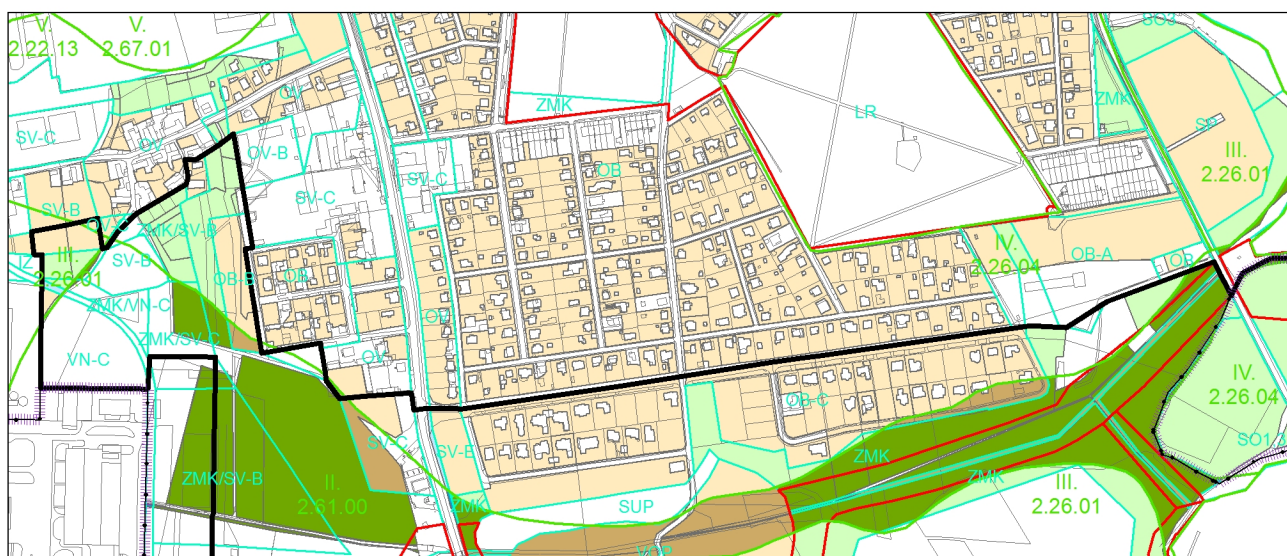 V.
2.22.13
V.
2.67.01
SO3
OV
ZMK
ZMK
LR
SP
SV-C
OV
OV-B
SV-C
OB
III.
2.26.01
SV-C
SV-B
ZMK/SV-B
SV-B
IZ
III.
2.26.01
OB-B
OB
IV.
2.26.04
OB-A
OB
ZMK/VN-C
OV
ZMK/SV-C
VN-C
OV
IV.
2.26.04
OB-C
SV-C
SV-B
SO1
ZMK
ZMK/SV-B
II.
2.61.00
ZMK
SUP
ZMK
III.
2.26.01